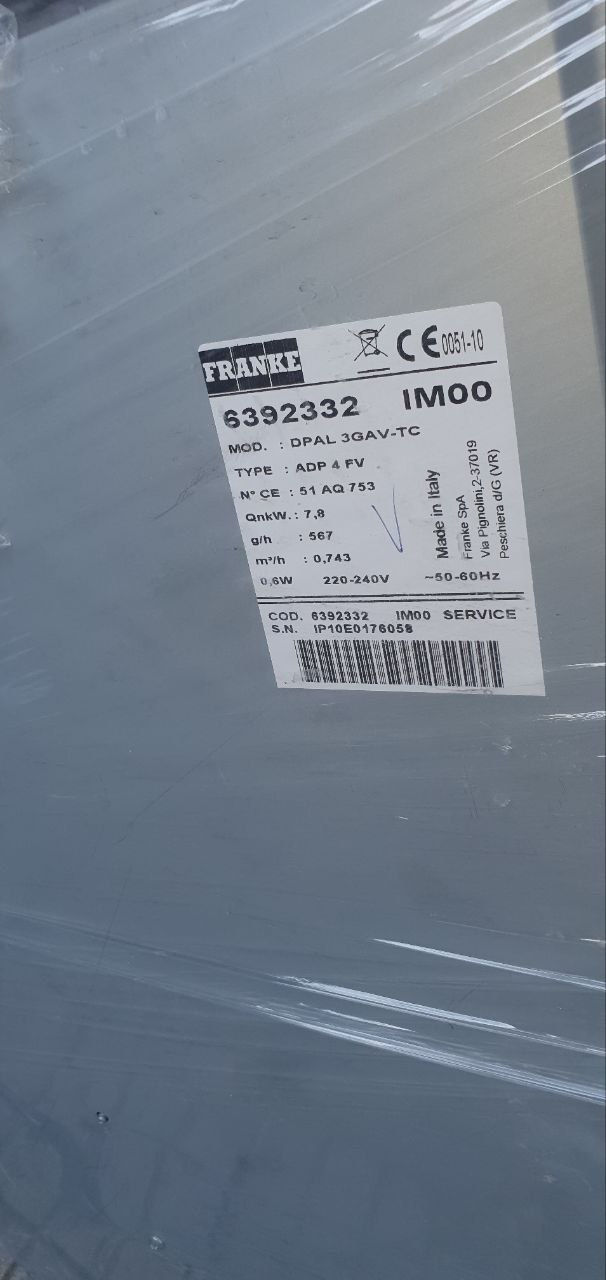 FRANKE
CE 0051-10
6392332 IM00
MOD. : DPAL 3GAV-TC
TYPE : ADP 4 FV
N° CE : 51 AQ 753
QnkW. : 7,8
g/h : 567
m³/h : 0,743
0,6W 220-240V ~50-60Hz
Made in Italy
Franke SpA
Via Pignolini,2-37019
Peschiera d/G (VR)
COD. 6392332 IM00 SERVICE
S.N. IP10E0176058